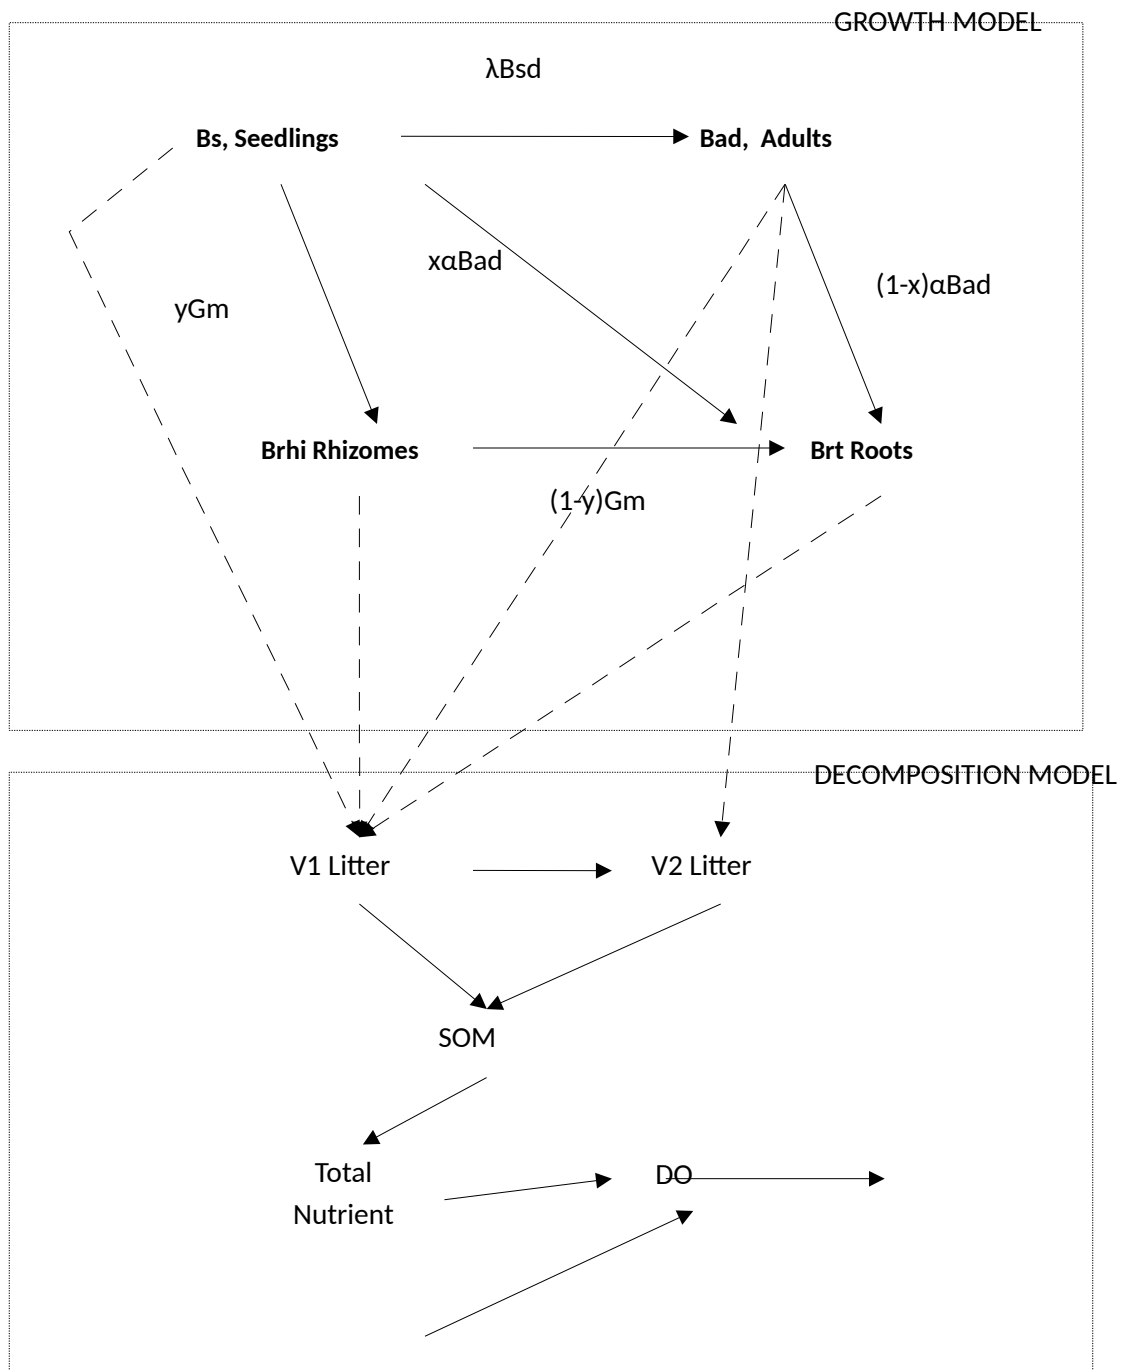 GROWTH MODEL
λBsd
Bs, Seedlings
Bad,  Adults
xαBad
(1-x)αBad
yGm
Brhi Rhizomes
Brt Roots
(1-y)Gm
DECOMPOSITION MODEL
V1 Litter
V2 Litter
SOM
Total
Nutrient
DO